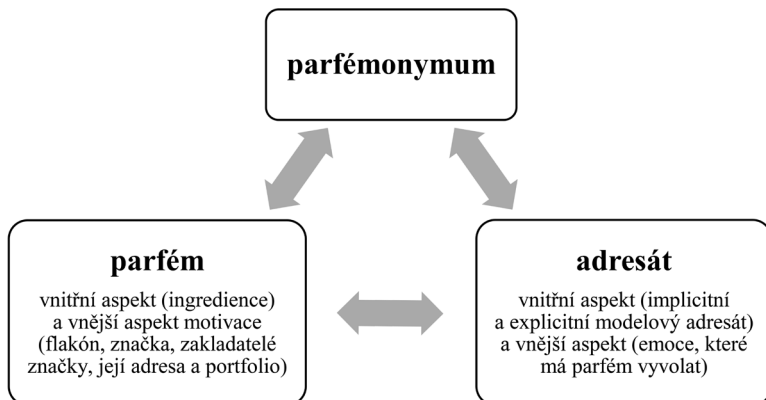 parfémonymum
parfém
vnitřní aspekt (ingredience)
a vnější aspekt motivace
(flakón, značka, zakladatelé
značky, její adresa a portfolio)
adresát
vnitřní aspekt (implicitní
a explicitní modelový adresát)
a vnější aspekt (emoce, které
má parfém vyvolat)